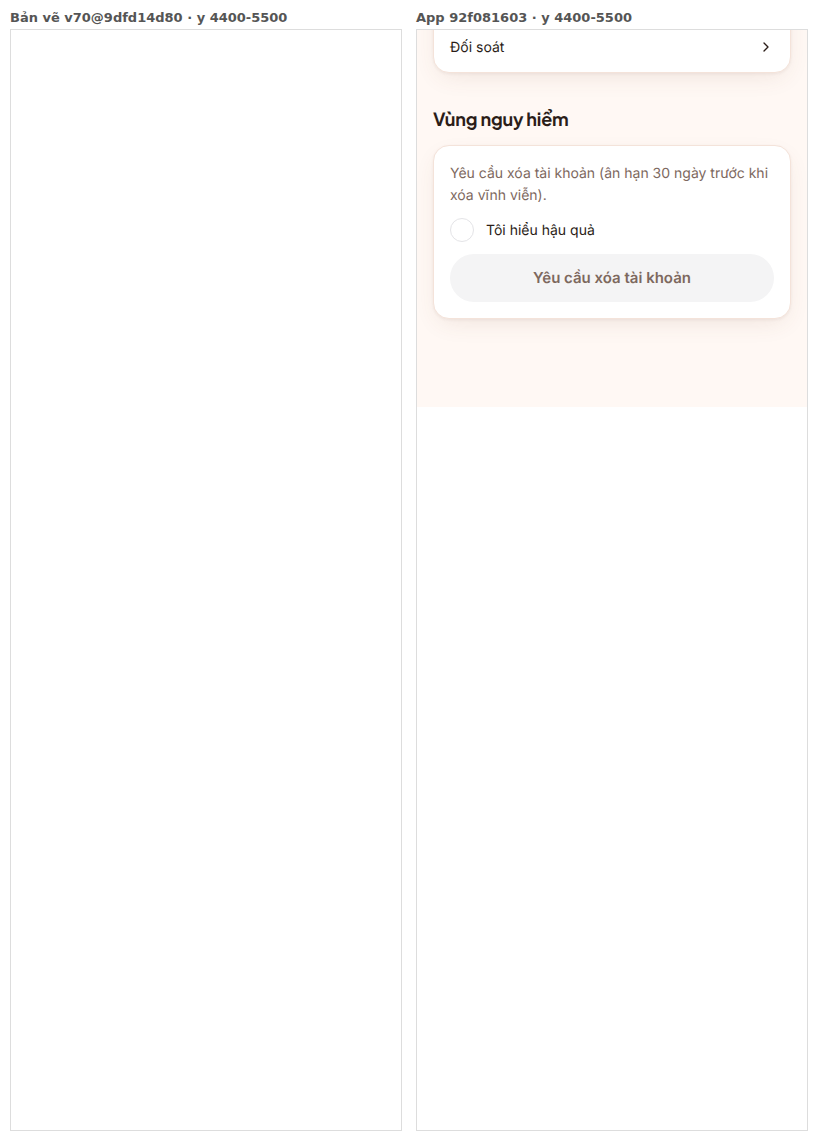 Bản vẽ v70@9dfd14d80 · y 4400-5500
App 92f081603 · y 4400-5500
Đối soát
Vùng nguy hiểm
Yêu cầu xóa tài khoản (ân hạn 30 ngày trước khi
xóa vĩnh viễn).
Tôi hiểu hậu quả
Yêu cầu xóa tài khoản